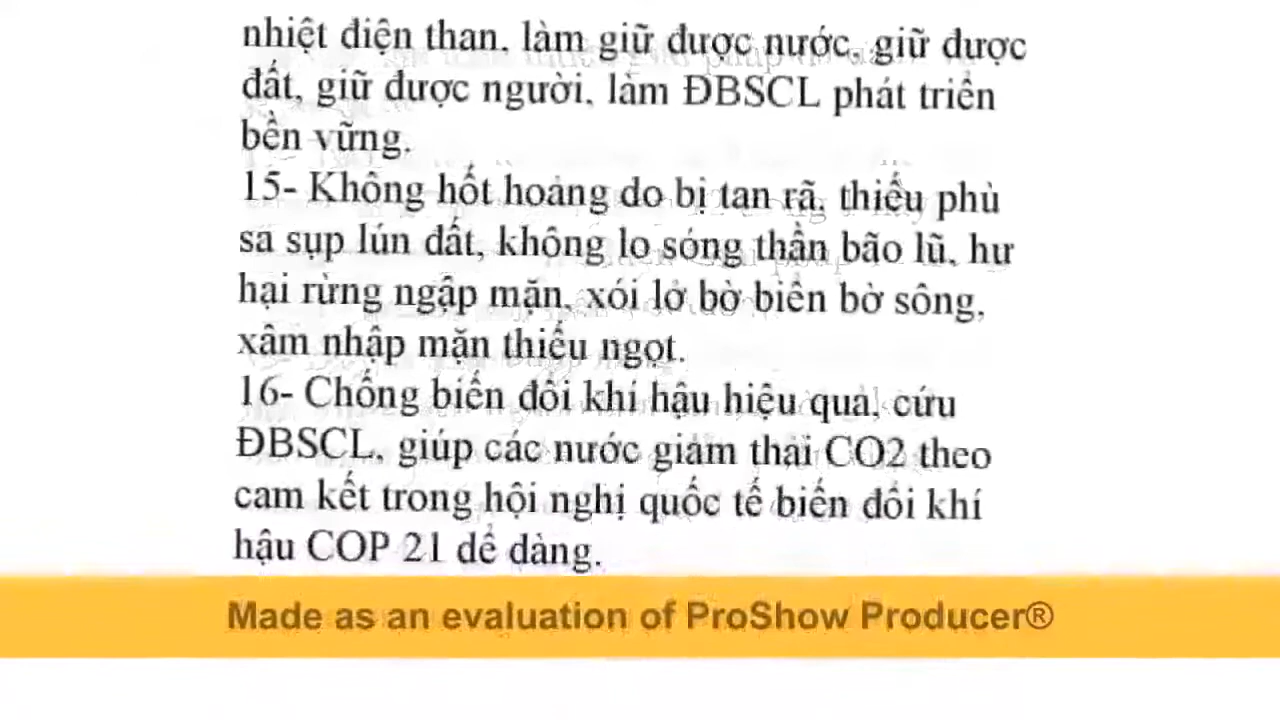 nhiệt điện than, làm giữ được nước, giữ được
đất, giữ được người, làm ĐBSCL phát triển
bền vững.
15- Không hốt hoảng do bị tan rã, thiếu phù
sa sụp lún đất, không lo sóng thần bão lũ, hư
hại rừng ngập mặn, xói lở bờ biển bờ sông,
xâm nhập mặn thiếu ngọt.
16- Chống biến đổi khí hậu hiệu quả, cứu
ĐBSCL, giúp các nước giảm thải CO2 theo
cam kết trong hội nghị quốc tế biến đổi khí
hậu COP 21 dể dàng.
Made as an evaluation of ProShow Producer®